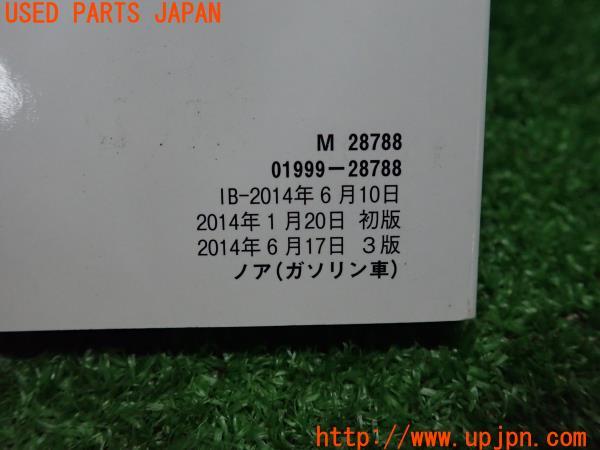 USED PARTS JAPAN
M 28788
01999-28788
IB-2014年6月10日
2014年1月20日 初版
2014年6月17日 3版
ノア(ガソリン車)
http://www.upjpn.com